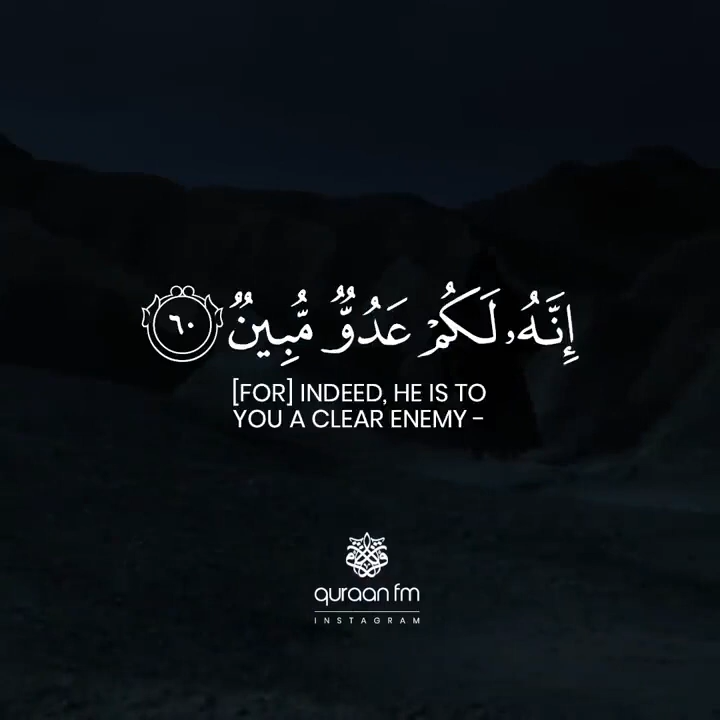 إِنَّهُۥ لَكُمْ عَدُوٌّ مُّبِينٌ ٦٠
[FOR] INDEED, HE IS TO
YOU A CLEAR ENEMY –
quraan fm
INSTAGRAM